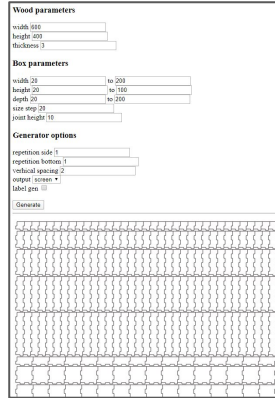 Wood parameters
width 600
height 400
thickness 3
Box parameters
width 20 to 200
height 20 to 100
depth 20 to 200
size step 20
joint height 10
Generator options
repetition side 1
repetition bottom 1
verhical spacing 2
output screen
label gen
Generate